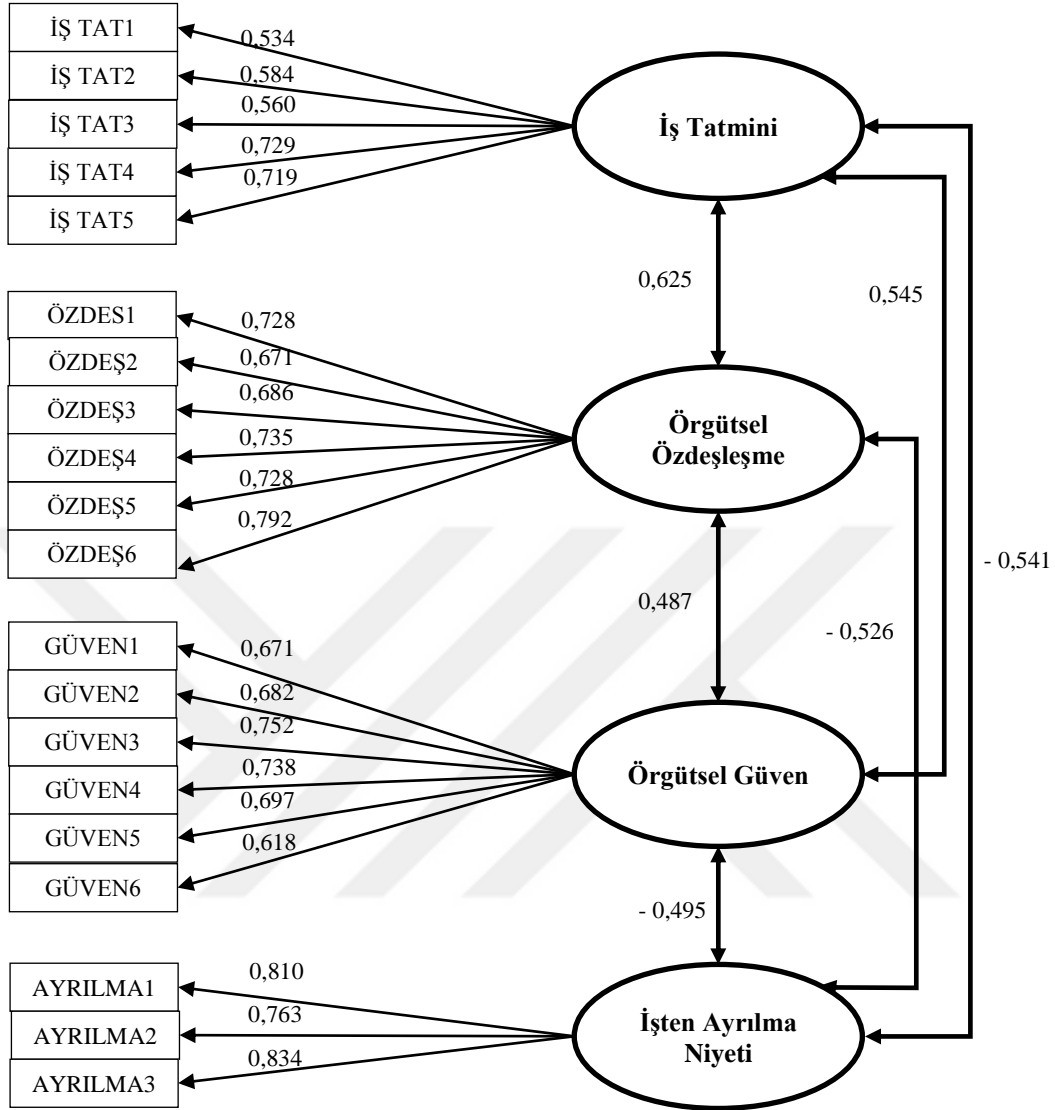 İŞ TAT1
0,534
İŞ TAT2
0,584
İŞ TAT3
0,560
İŞ TAT4
0,729
İŞ TAT5
0,719
İş Tatmini
0,625
0,545
ÖZDES1
0,728
ÖZDEŞ2
0,671
ÖZDEŞ3
0,686
ÖZDEŞ4
0,735
ÖZDEŞ5
0,728
ÖZDEŞ6
0,792
Örgütsel
Özdeşleşme
- 0,541
0,487
- 0,526
GÜVEN1
0,671
GÜVEN2
0,682
GÜVEN3
0,752
GÜVEN4
0,738
GÜVEN5
0,697
GÜVEN6
0,618
Örgütsel Güven
- 0,495
AYRILMA1
0,810
AYRILMA2
0,763
AYRILMA3
0,834
İşten Ayrılma
Niyeti